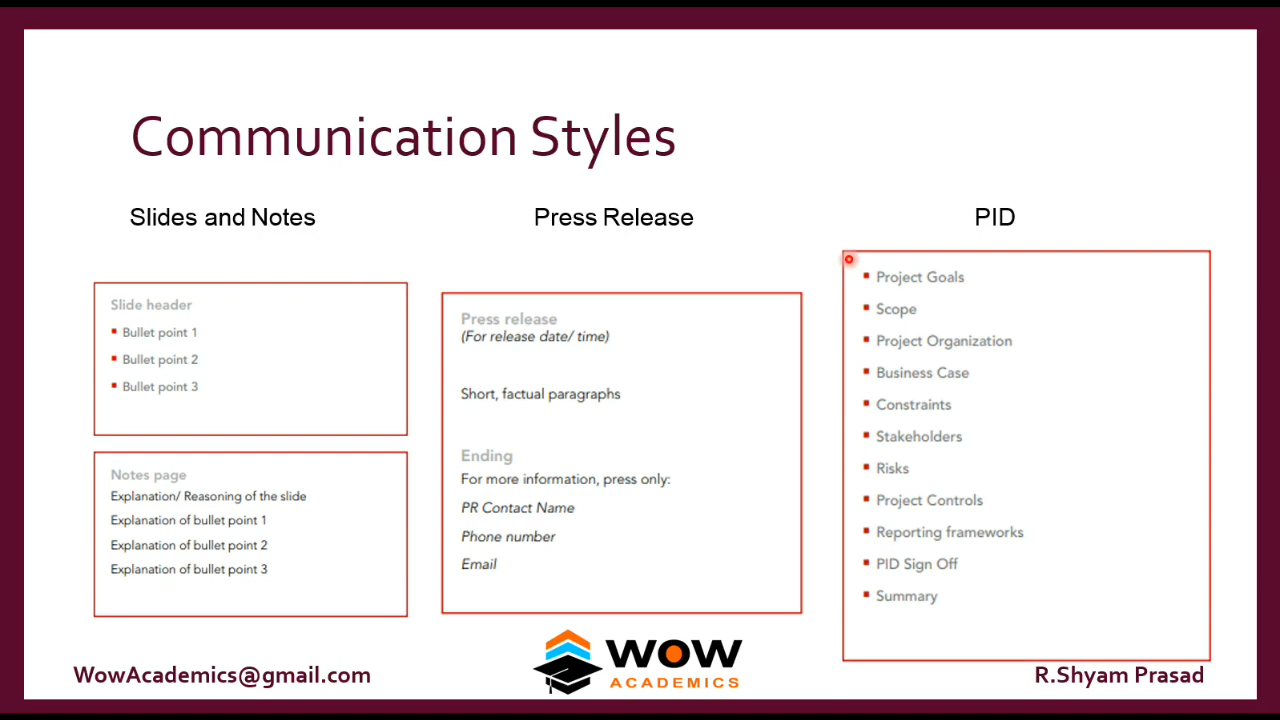 Communication Styles
Slides and Notes
Slide header
Bullet point 1
Bullet point 2
Bullet point 3
Notes page
Explanation/ Reasoning of the slide
Explanation of bullet point 1
Explanation of bullet point 2
Explanation of bullet point 3
Press Release
Press release
(For release date/ time)
Short, factual paragraphs
Ending
For more information, press only:
PR Contact Name
Phone number
Email
PID
Project Goals
Scope
Project Organization
Business Case
Constraints
Stakeholders
Risks
Project Controls
Reporting frameworks
PID Sign Off
Summary
WowAcademics@gmail.com
WOW
ACADEMICS
R.Shyam Prasad